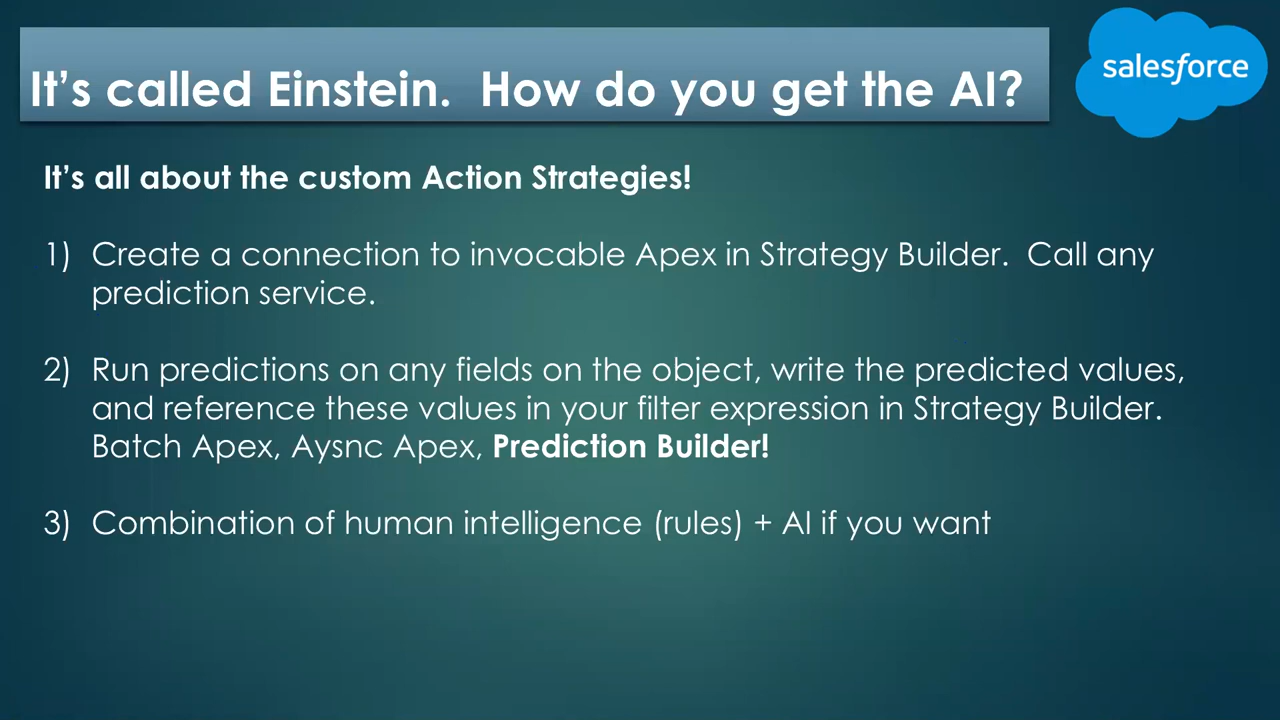 It's called Einstein.  How do you get the AI?
salesforce
It's all about the custom Action Strategies!
1) Create a connection to invocable Apex in Strategy Builder.  Call any
prediction service.
2) Run predictions on any fields on the object, write the predicted values,
and reference these values in your filter expression in Strategy Builder.
Batch Apex, Aysnc Apex, Prediction Builder!
3) Combination of human intelligence (rules) + AI if you want